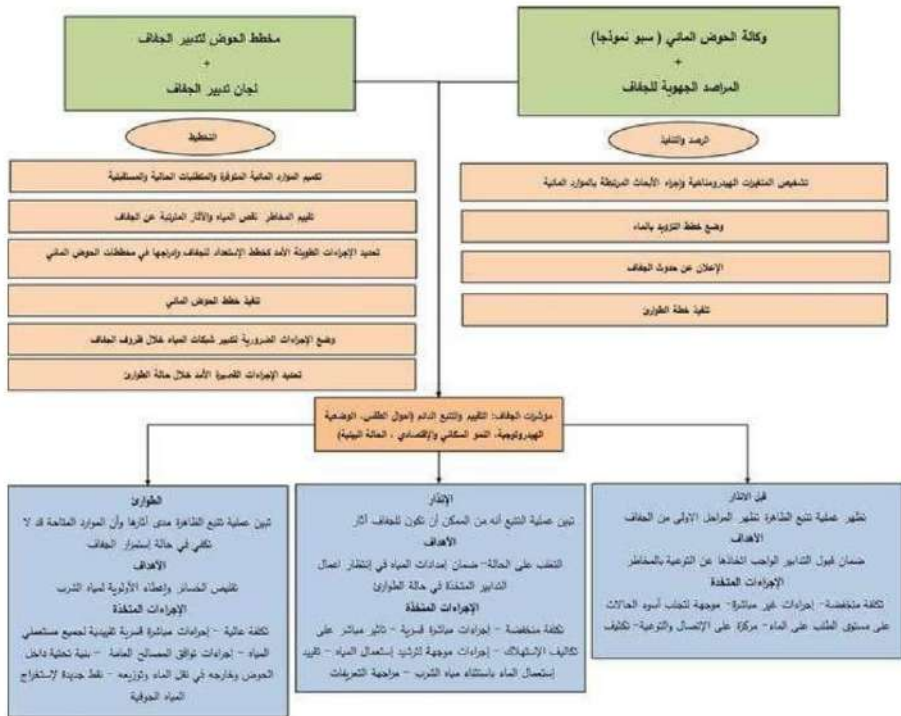 وكالة الحوض المائي ( سبو نموذجا)
+
المراصد الجهوية للجفاف
مخطط الحوض لتدبير الجفاف
+
لجان تدبير الجفاف
الرصد والتنفيذ
تشخيص المتغيرات الهيدرومناخية وإجراء الأبحاث المرتبطة بالموارد المائية
وضع خطط التزويد بالماء
الإعلان عن حدوث الجفاف
تنفيذ خطة الطوارئ
التخطيط
تكميم الموارد المائية المتوفرة والمتطلبات الحالية والمستقبلية
تقييم المخاطر نقص المياه والآثار المترتبة عن الجفاف
تحديد الإجراءات الطويلة الأمد كخطط الإستعداد للجفاف وإدراجها في مخططات الحوض المائي
تنفيذ خطط الحوض المائي
وضع الإجراءات الضرورية لتدبير شبكات المياه خلال ظروف الجفاف
تحديد الإجراءات القصيرة الأمد خلال حالة الطوارئ
مؤشرات الجفاف: التقييم والتتبع الدائم (أحوال الطقس، الوضعية
الهيدرولوجية، النمو السكاني والإقتصادي ، الحالة البيئية)
قبل الانذار
تظهر عملية تتبع الظاهرة تظهر المراحل الاولى من الجفاف
الأهداف
ضمان قبول التدابير الواجب اتخاذها عن التوعية بالمخاطر
الإجراءات المتخذة
تكلفة منخفضة- إجراءات غير مباشرة- موجهة لتجنب أسوء الحالات
على مستوى الطلب على الماء- مركزة على الإتصال والتوعية- تكثيف
الإنذار
تبين عملية التتبع أنه من الممكن أن تكون للجفاف آثار
الأهداف
التغلب على الحالة- ضمان إمدادات المياه في إنتظار اعمال
التدابير المتخذة في حالة الطوارئ
الإجراءات المتخذة
تكلفة منخفضة - إجراءات مباشرة قسرية - تاثير مباشر على
تكاليف الإستهلاك - إجراءات موجهة لترشيد إستعمال المياه - تقييد
إستعمال الماء باستثناء مياه الشرب - مراجهة التعريفات
الطوارئ
تبين عملية تتبع الظاهرة مدى آثارها وأن الموارد المتاحة قد لا
تكفي في حالة إستمرار الجفاف
الأهداف
تقليص الخسائر وإعطاء الأولوية لمياه الشرب
الإجراءات المتخذة
تكلفة عالية - إجراءات مباشرة قسرية تقييدية لجميع مستعملي
المياه - إجراءات توافق المصالح العامة - بنية تحتية داخل
الحوض وخارجه في نقل الماء وتوزيعه - نقط جديدة لإستخراج
المياه الجوفية